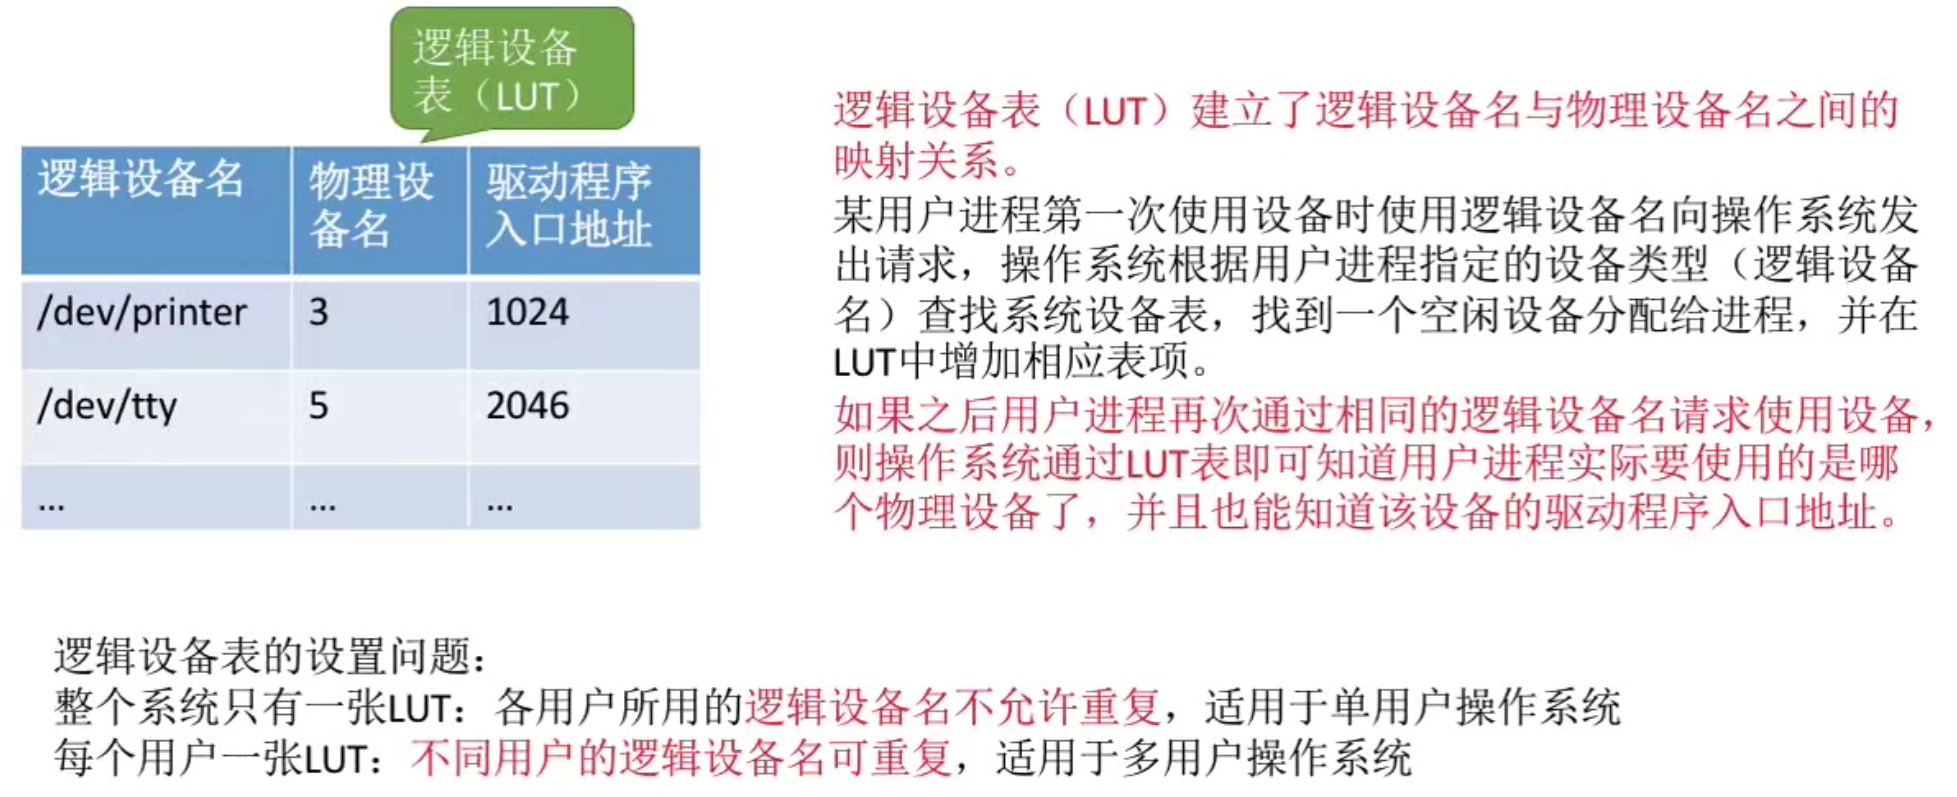 逻辑设备
表（LUT）
逻辑设备名
物理设
备名
驱动程序
入口地址
/dev/printer
3
1024
/dev/tty
5
2046
...
...
...
逻辑设备表（LUT）建立了逻辑设备名与物理设备名之间的
映射关系。
某用户进程第一次使用设备时使用逻辑设备名向操作系统发
出请求，操作系统根据用户进程指定的设备类型（逻辑设备
名）查找系统设备表，找到一个空闲设备分配给进程，并在
LUT中增加相应表项。
如果之后用户进程再次通过相同的逻辑设备名请求使用设备，
则操作系统通过LUT表即可知道用户进程实际要使用的是哪
个物理设备了，并且也能知道该设备的驱动程序入口地址。
逻辑设备表的设置问题：
整个系统只有一张LUT：各用户所用的逻辑设备名不允许重复，适用于单用户操作系统
每个用户一张LUT：不同用户的逻辑设备名可重复，适用于多用户操作系统